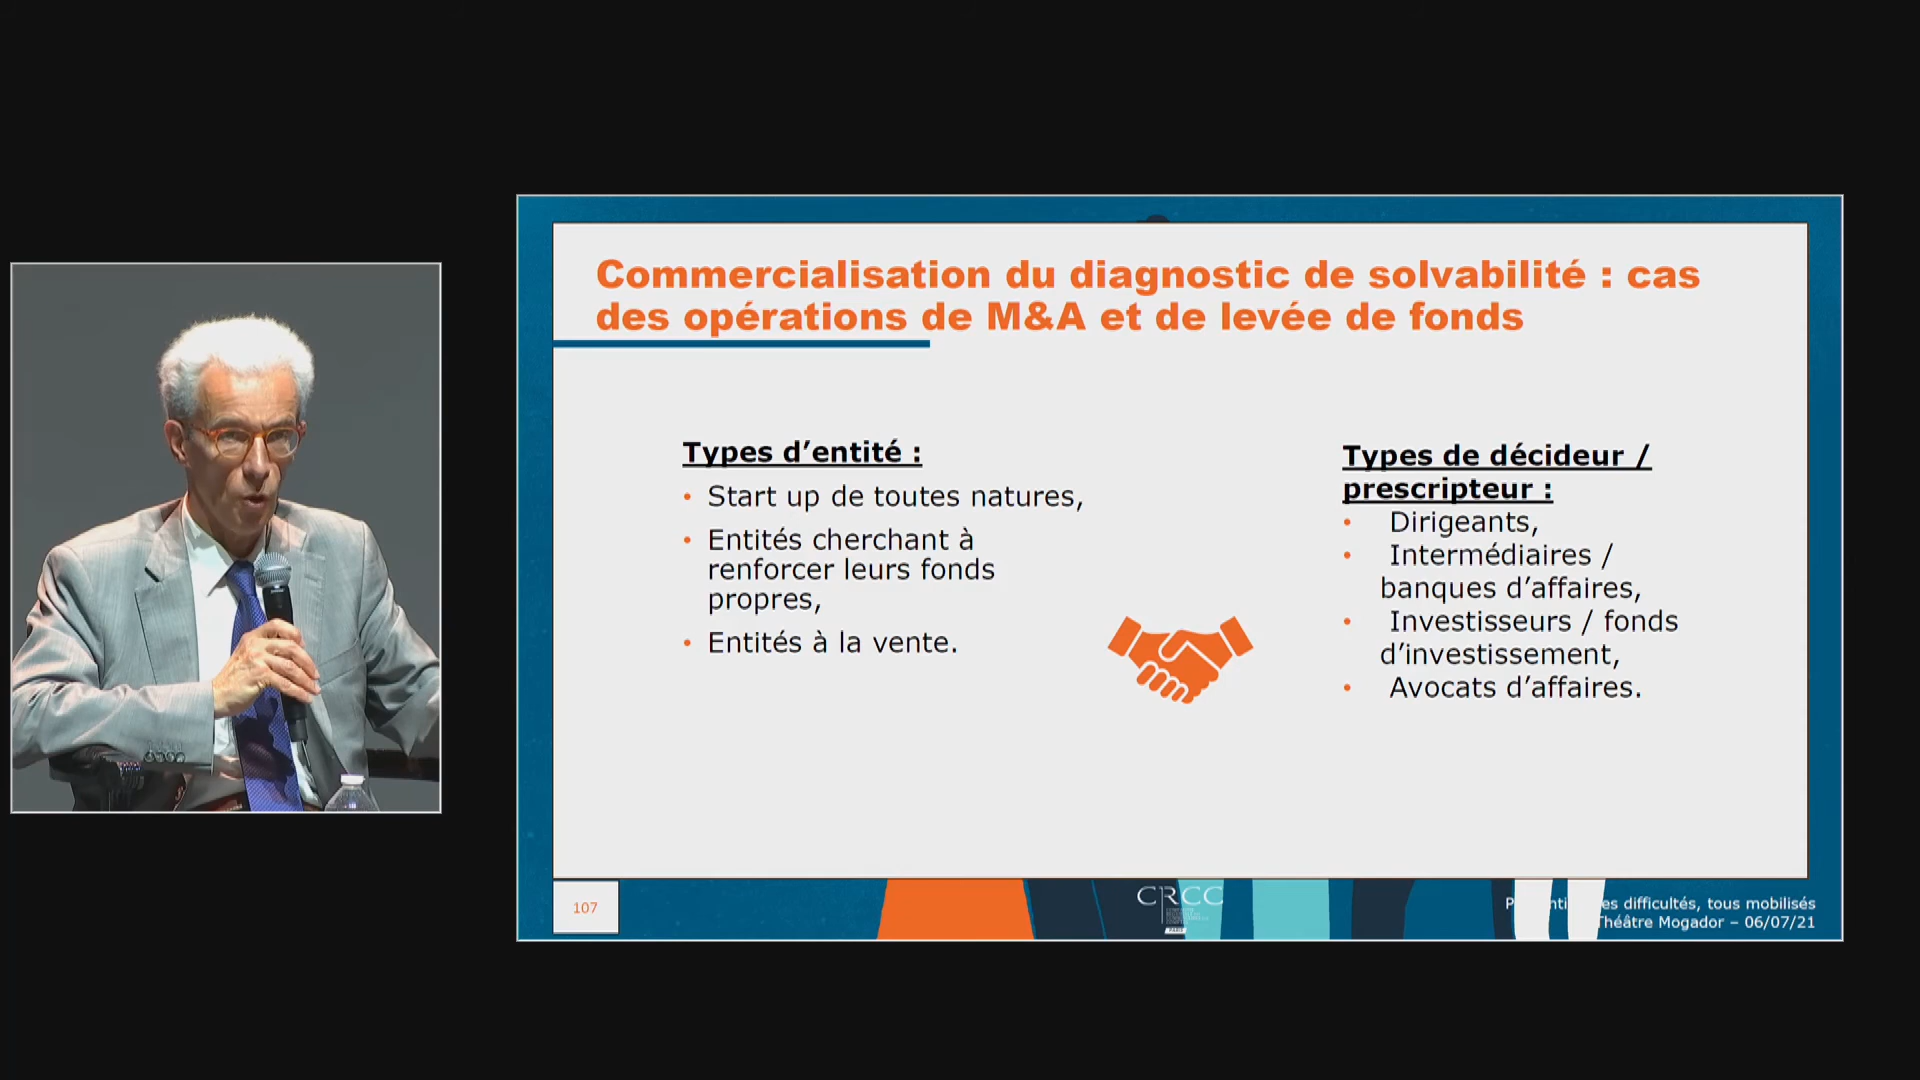 Commercialisation du diagnostic de solvabilité : cas
des opérations de M&A et de levée de fonds
Types d’entité :
• Start up de toutes natures,
• Entités cherchant à
renforcer leurs fonds
propres,
• Entités à la vente.
Types de décideur /
prescripteur :
• Dirigeants,
• Intermédiaires /
banques d’affaires,
• Investisseurs / fonds
d’investissement,
• Avocats d’affaires.
107
CRCC
PARIS
des difficultés, tous mobilisés
Théâtre Mogador – 06/07/21